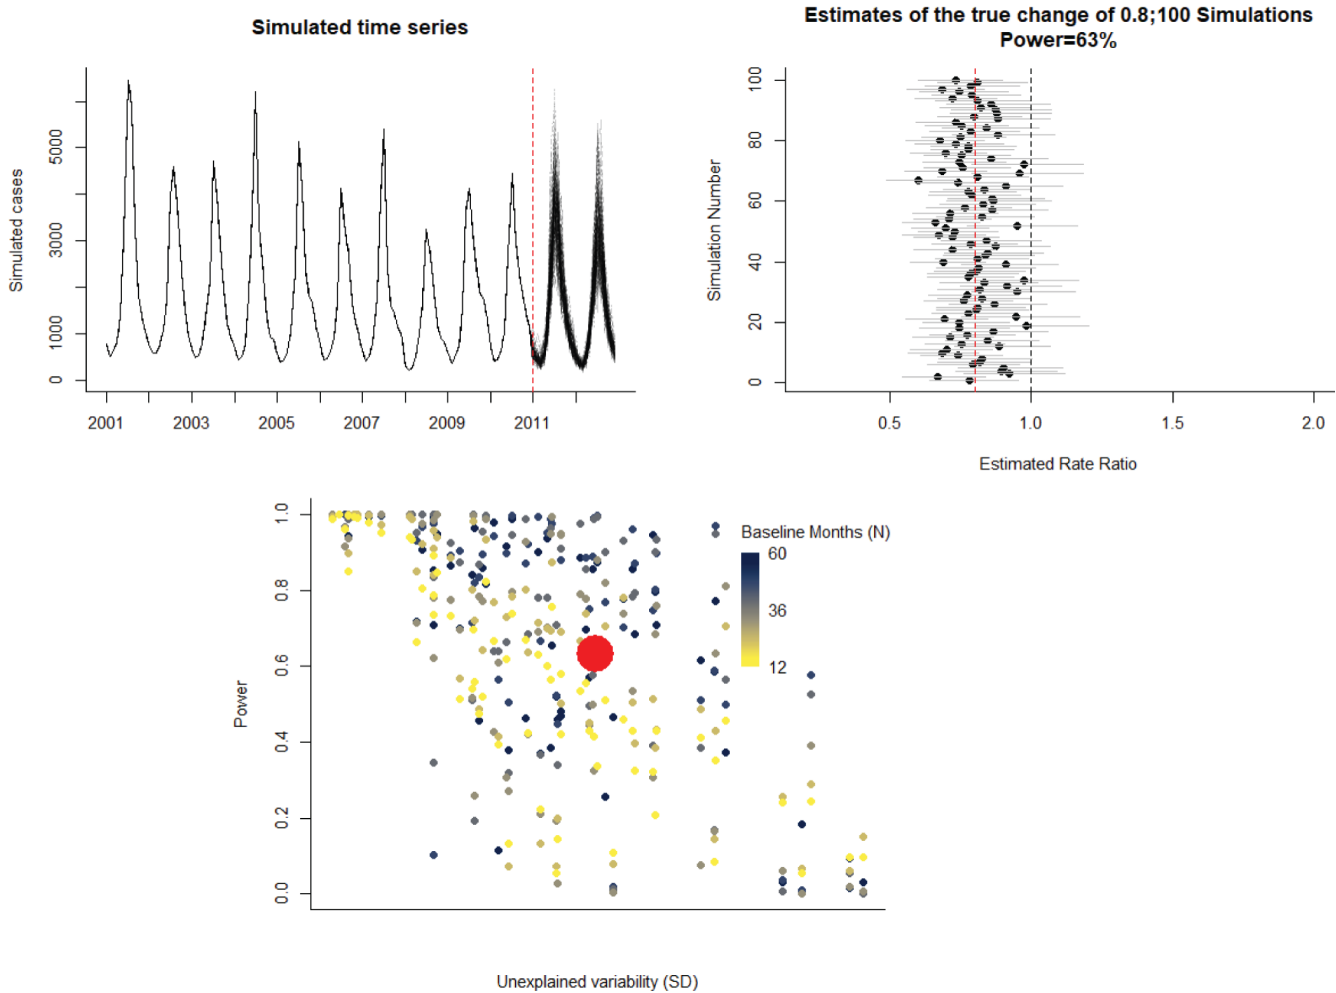 Simulated time series
Simulated cases
5000
3000
1000
0
2001 2003 2005 2007 2009 2011
Estimates of the true change of 0.8;100 Simulations
Power=63%
Simulation Number
100
80
60
40
20
0
0.5 1.0 1.5 2.0
Estimated Rate Ratio
Power
1.0
0.8
0.6
0.4
0.2
0.0
Baseline Months (N)
60
36
12
Unexplained variability (SD)